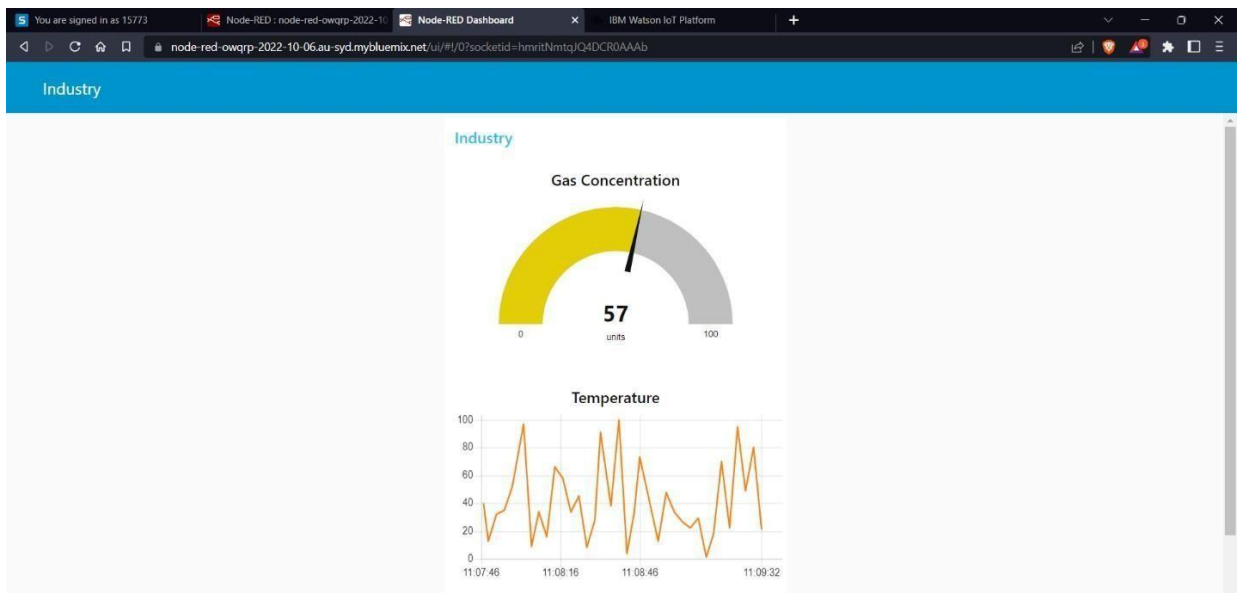 You are signed in as 15773
Node-RED : node-red-owqrp-2022-10
Node-RED Dashboard
IBM Watson IoT Platform
node-red-owqrp-2022-10-06.au-syd.mybluemix.net/ui/#!/0?socketid=hmritNmtqJQ4DCR0AAAb
Industry
Industry
Gas Concentration
57
0 units 100
Temperature
100
80
60
40
20
0
11:07:46 11:08:16 11:08:46 11:09:32